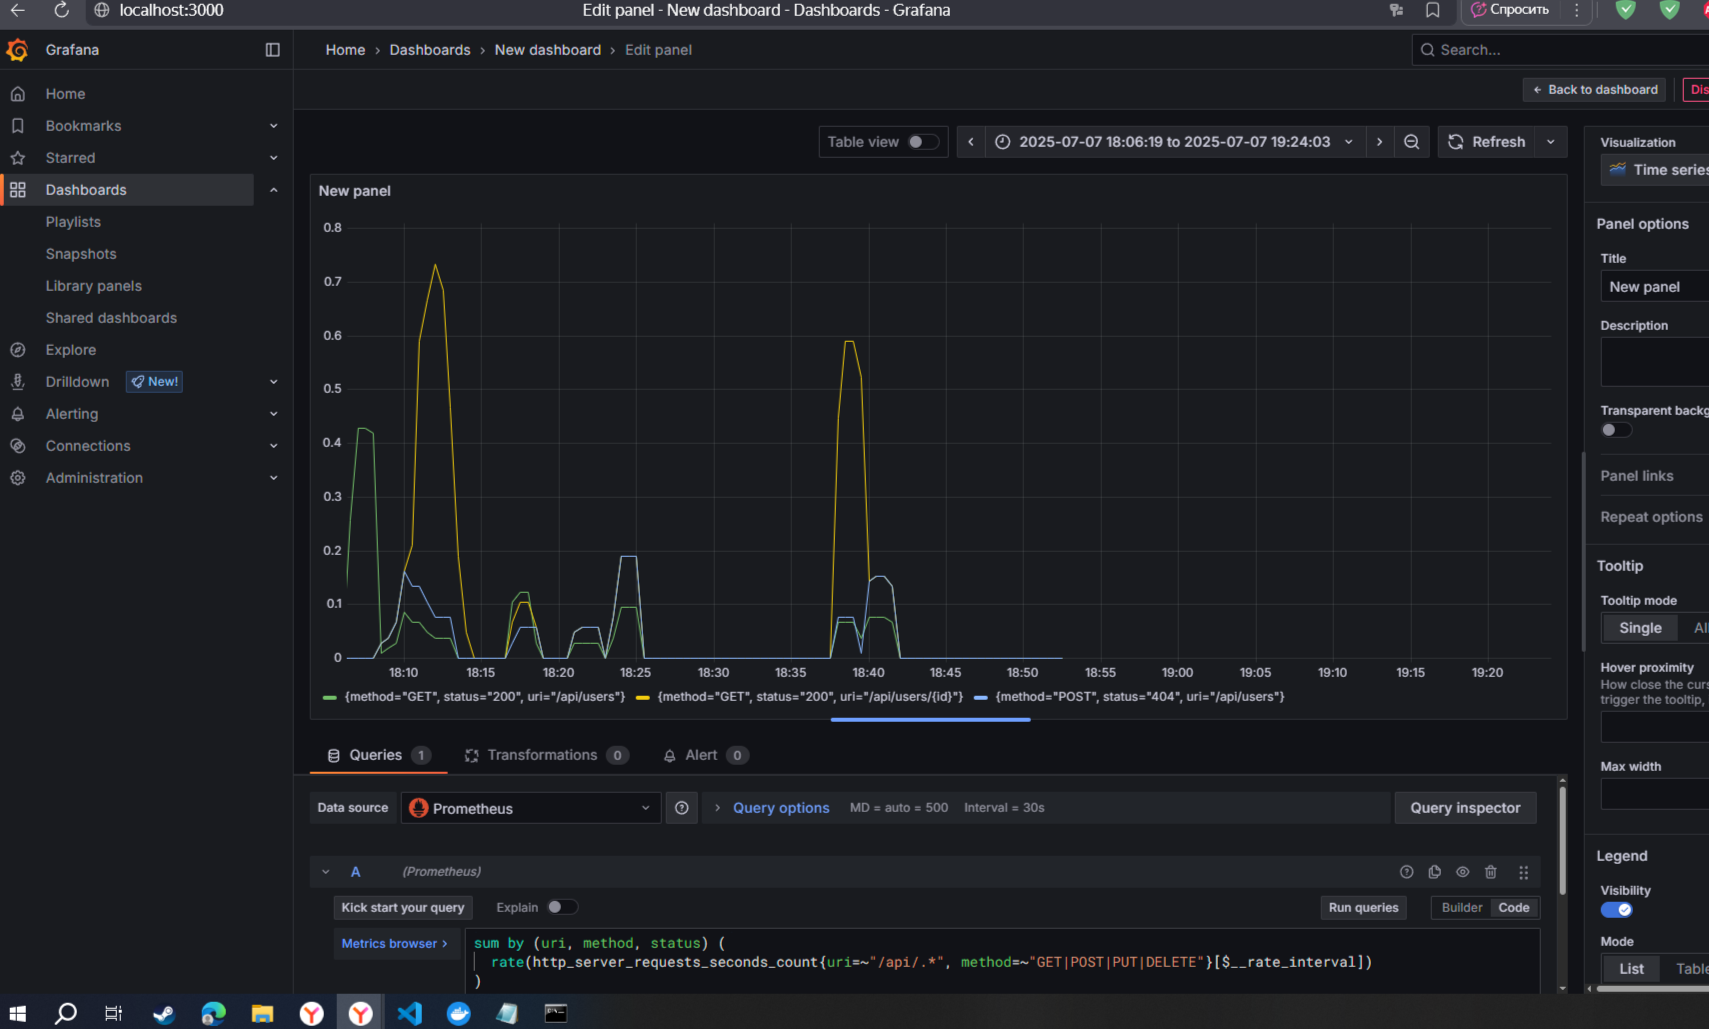 localhost:3000
Edit panel - New dashboard - Dashboards - Grafana
Спросить
Grafana
Home › Dashboards › New dashboard › Edit panel
Search...
Home
Bookmarks
Starred
Dashboards
Playlists
Snapshots
Library panels
Shared dashboards
Explore
Drilldown New!
Alerting
Connections
Administration
← Back to dashboard
Dis
Table view
2025-07-07 18:06:19 to 2025-07-07 19:24:03
Refresh
New panel
0.8
0.7
0.6
0.5
0.4
0.3
0.2
0.1
0
18:10 18:15 18:20 18:25 18:30 18:35 18:40 18:45 18:50 18:55 19:00 19:05 19:10 19:15 19:20
{method="GET", status="200", uri="/api/users"} {method="GET", status="200", uri="/api/users/{id}"} {method="POST", status="404", uri="/api/users"}
Queries 1 Transformations 0 Alert 0
Data source Prometheus
Query options MD = auto = 500 Interval = 30s
Query inspector
A (Prometheus)
Kick start your query Explain
Run queries Builder Code
Metrics browser ›
sum by (uri, method, status) (
rate(http_server_requests_seconds_count{uri=~"/api/.*", method=~"GET|POST|PUT|DELETE"}[$__rate_interval])
)
Visualization
Time series
Panel options
Title
New panel
Description
Transparent backg
Panel links
Repeat options
Tooltip
Tooltip mode
Single Al
Hover proximity
How close the curs
trigger the tooltip,
Max width
Legend
Visibility
Mode
List Table